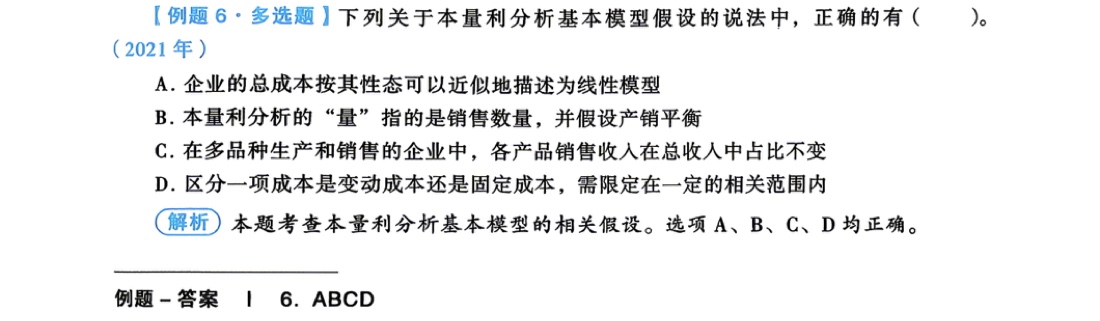 【例题 6·多选题】下列关于本量利分析基本模型假设的说法中，正确的有（　　）。
（2021 年）
A. 企业的总成本按其性态可以近似地描述为线性模型
B. 本量利分析的“量”指的是销售数量，并假设产销平衡
C. 在多品种生产和销售的企业中，各产品销售收入在总收入中占比不变
D. 区分一项成本是变动成本还是固定成本，需限定在一定的相关范围内
解析 本题考查本量利分析基本模型的相关假设。选项 A、B、C、D 均正确。
例题－答案 | 6. ABCD